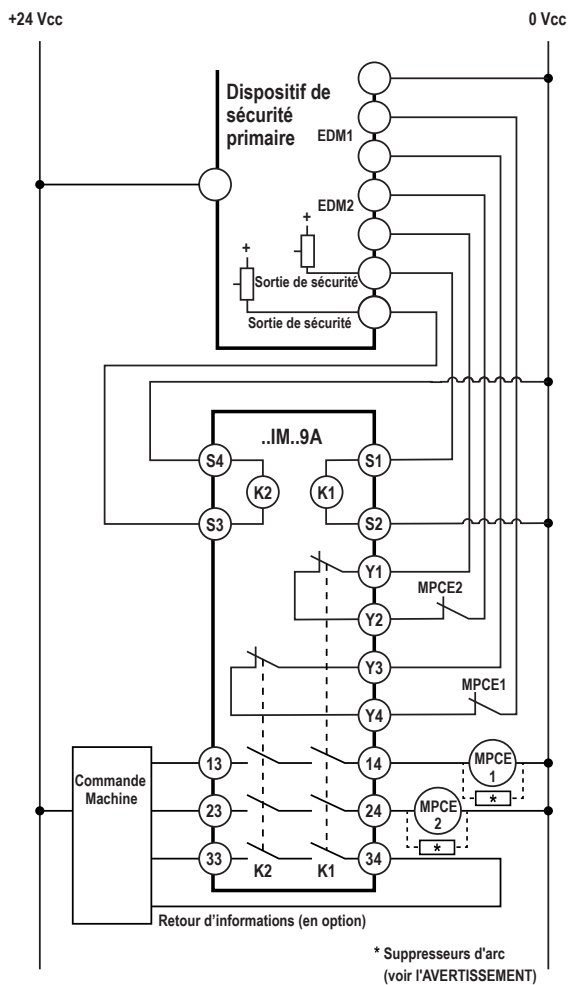 +24 Vcc
0 Vcc
Dispositif de
sécurité
primaire
EDM1
EDM2
+
+
Sortie de sécurité
Sortie de sécurité
..IM..9A
S4
S1
K2
K1
S3
S2
Y1
MPCE2
Y2
Y3
MPCE1
Y4
13
14
MPCE
1
Commande
Machine
*
23
24
MPCE
2
*
33
K2
K1
34
Retour d'informations (en option)
* Suppresseurs d'arc
(voir l'AVERTISSEMENT)